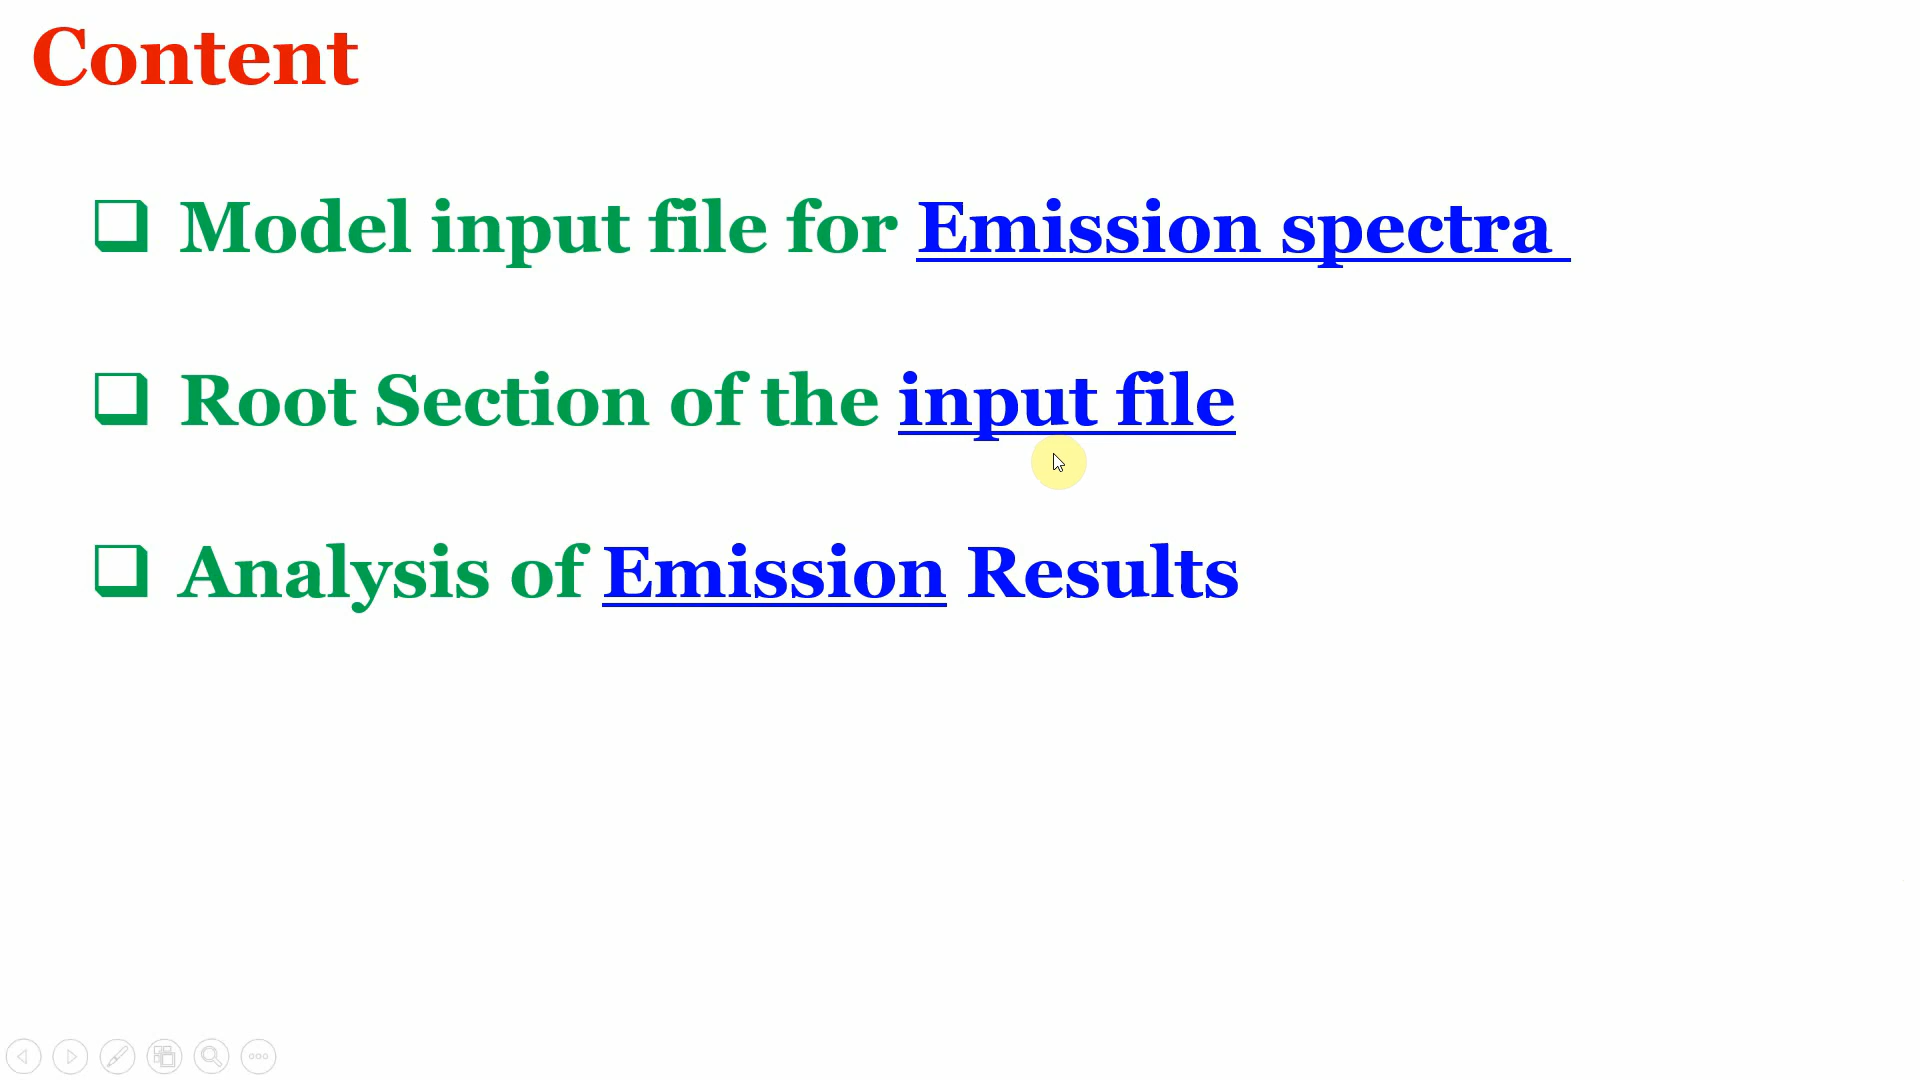 Content
❑ Model input file for Emission spectra
❑ Root Section of the input file
❑ Analysis of Emission Results